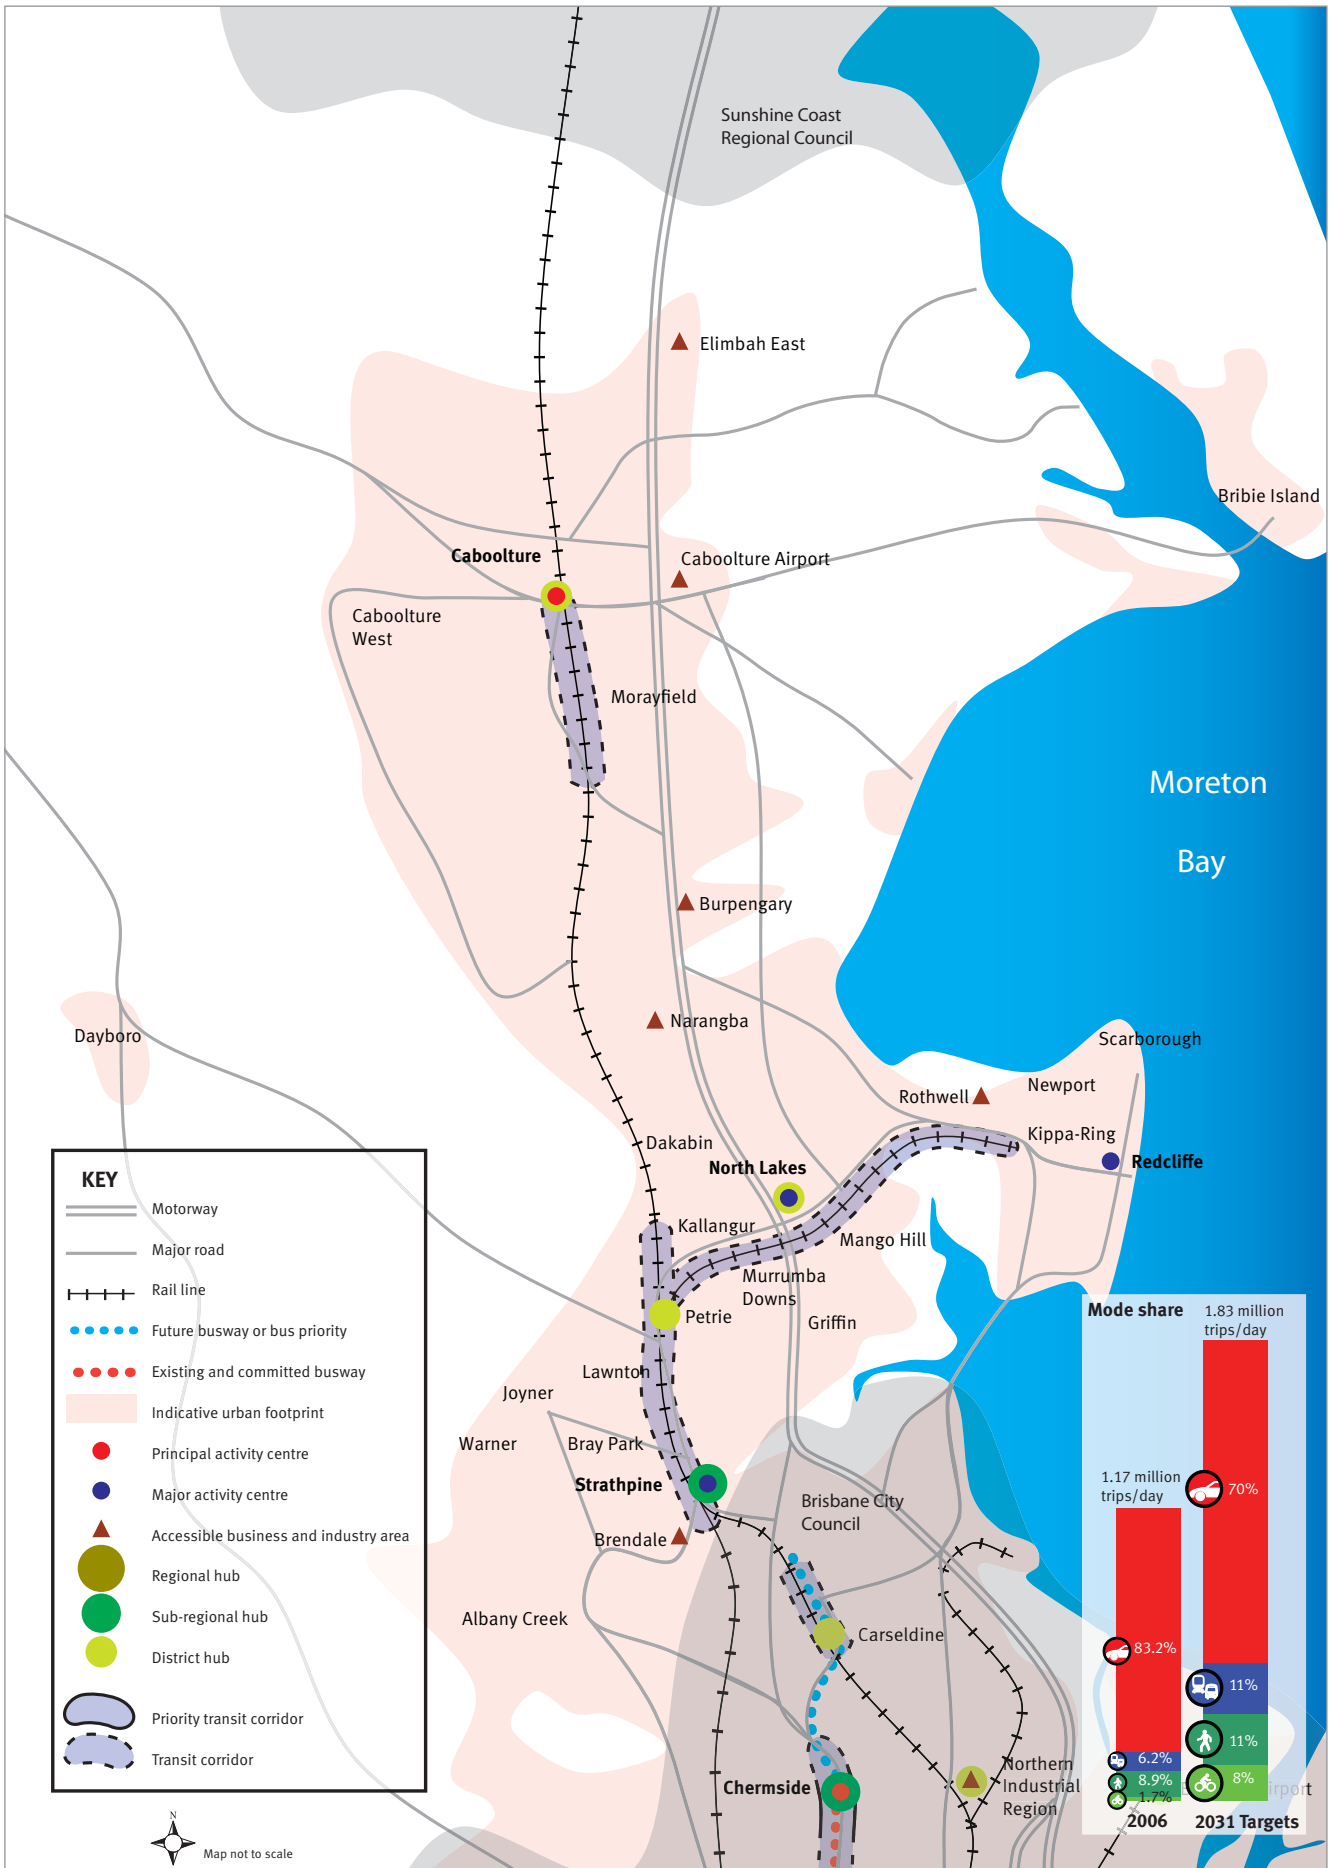 Sunshine Coast
Regional Council
Elimbah East
Bribie Island
Caboolture
Caboolture Airport
Caboolture
West
Morayfield
Moreton
Bay
Burpengary
Narangba
Dayboro
Scarborough
Newport
Rothwell
Kippa-Ring
Dakabin
North Lakes
Redcliffe
Kallangur
Mango Hill
Murrumba
Downs
Petrie
Griffin
Lawnton
Joyner
Warner
Bray Park
Strathpine
Brisbane City
Council
Brendale
Albany Creek
Carseldine
Chermside
Northern
Industrial
Region
KEY
Motorway
Major road
Rail line
Future busway or bus priority
Existing and committed busway
Indicative urban footprint
Principal activity centre
Major activity centre
Accessible business and industry area
Regional hub
Sub-regional hub
District hub
Priority transit corridor
Transit corridor
N
Map not to scale
Mode share
1.83 million
trips/day
1.17 million
trips/day
70%
83.2%
11%
11%
6.2%
8.9%
8%
1.7%
2006
2031 Targets